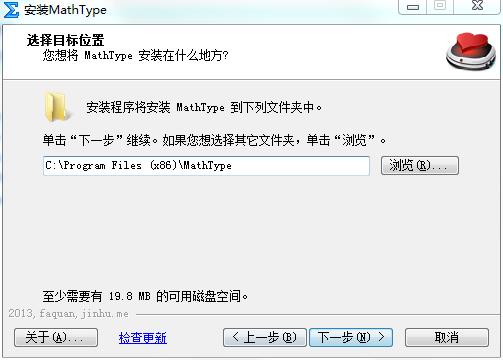 安装MathType
选择目标位置
您想将 MathType 安装在什么地方?
安装程序将安装 MathType 到下列文件夹中。
单击“下一步”继续。如果您想选择其它文件夹，单击“浏览”。
C:\Program Files (x86)\MathType
浏览(R)...
至少需要有 19.8 MB 的可用磁盘空间。
2013,faquan,jinhu.me
关于(A)...
检查更新
< 上一步(B)
下一步(N) >
取消